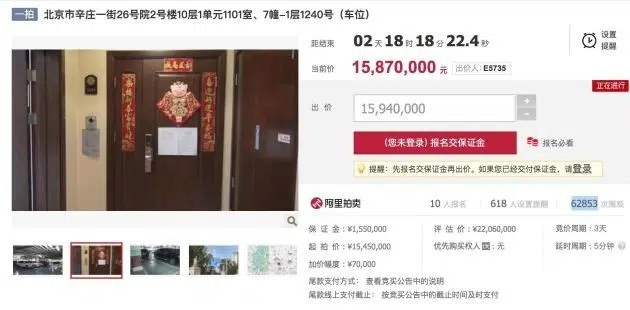 一拍
北京市辛庄一街26号院2号楼10层1单元1101室、7幢-1层1240号（车位）
距结束 02天18时18分22.4秒
设置提醒
当前价 15,870,000 元 出价人：E5735
正在进行
出 价 15,940,000 + −
(您未登录) 报名交保证金
报名必看
提醒：先报名交保证金再出价。如果您已经交付保证金，请登录
阿里拍卖 10 人报名 618 人设置提醒 62853 次围观
保 证 金：¥1,550,000 评 估 价：¥22,060,000 竞价周期：3天
起 拍 价：¥15,450,000 优先购买权人：无 延时周期：5分钟
加价幅度：¥70,000
尾款支付方式： 查看竞买公告中的说明
尾款线上支付截止： 按竞买公告中的截止时间及时支付